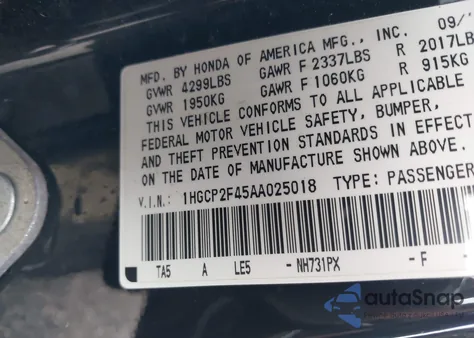 MFD. BY HONDA OF AMERICA MFG., INC. 09/
GVWR 4299LBS GAWR F 2337LBS R 2017LB
GVWR 1950KG GAWR F 1060KG R 915KG
THIS VEHICLE CONFORMS TO ALL APPLICABLE
FEDERAL MOTOR VEHICLE SAFETY, BUMPER,
AND THEFT PREVENTION STANDARDS IN EFFECT
ON THE DATE OF MANUFACTURE SHOWN ABOVE.
V.I.N.: 1HGCP2F45AA025018 TYPE: PASSENGER
TA5 A LE5 -NH731PX -F -
autoSnap